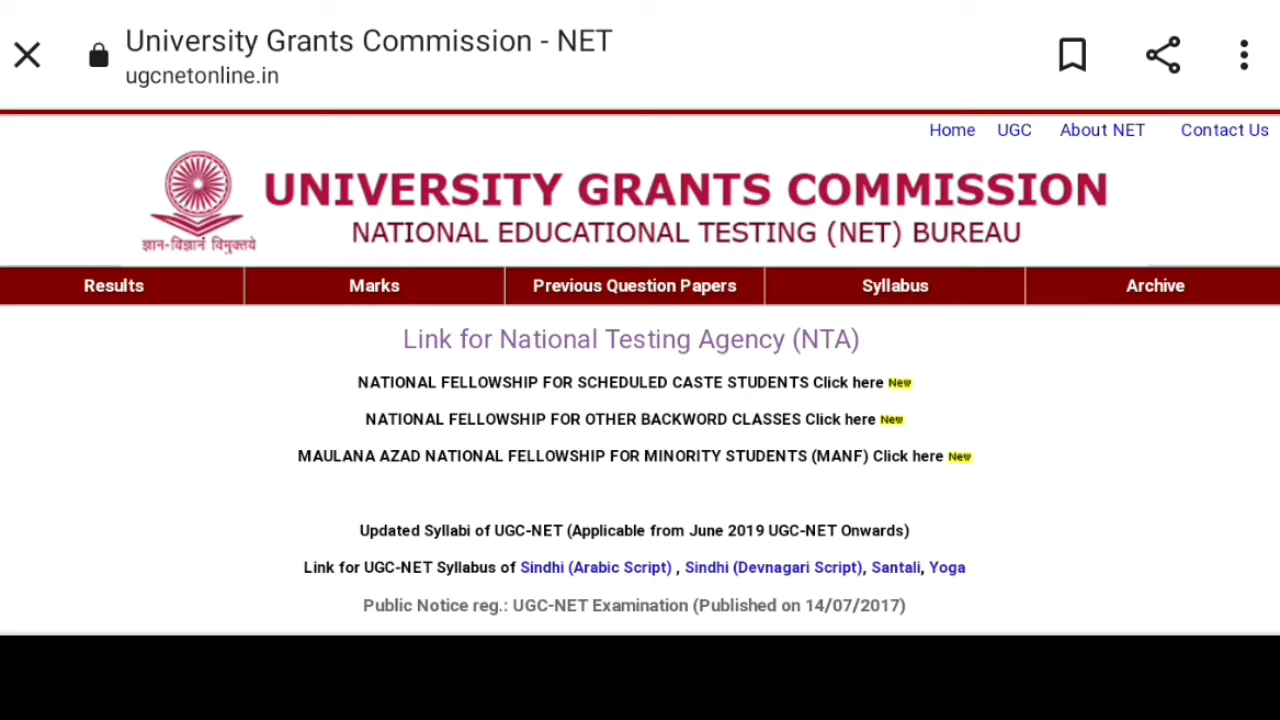 University Grants Commission - NET
ugcnetonline.in
Home UGC About NET Contact Us
UNIVERSITY GRANTS COMMISSION
NATIONAL EDUCATIONAL TESTING (NET) BUREAU
ज्ञान-विज्ञानं विमुक्तये
Results Marks Previous Question Papers Syllabus Archive
Link for National Testing Agency (NTA)
NATIONAL FELLOWSHIP FOR SCHEDULED CASTE STUDENTS Click here New
NATIONAL FELLOWSHIP FOR OTHER BACKWORD CLASSES Click here New
MAULANA AZAD NATIONAL FELLOWSHIP FOR MINORITY STUDENTS (MANF) Click here New
Updated Syllabi of UGC-NET (Applicable from June 2019 UGC-NET Onwards)
Link for UGC-NET Syllabus of Sindhi (Arabic Script) , Sindhi (Devnagari Script), Santali, Yoga
Public Notice reg.: UGC-NET Examination (Published on 14/07/2017)